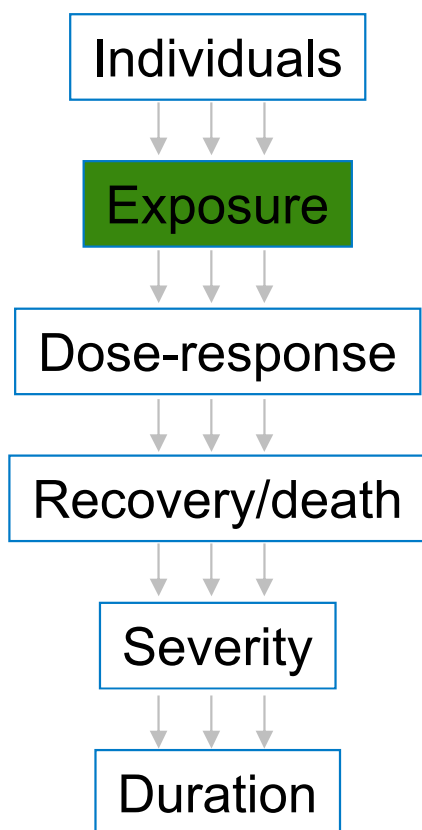 Individuals
Exposure
Dose-response
Recovery/death
Severity
Duration